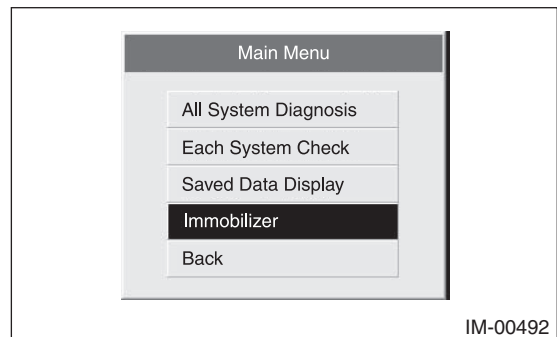 Main Menu
All System Diagnosis
Each System Check
Saved Data Display
Immobilizer
Back
IM-00492